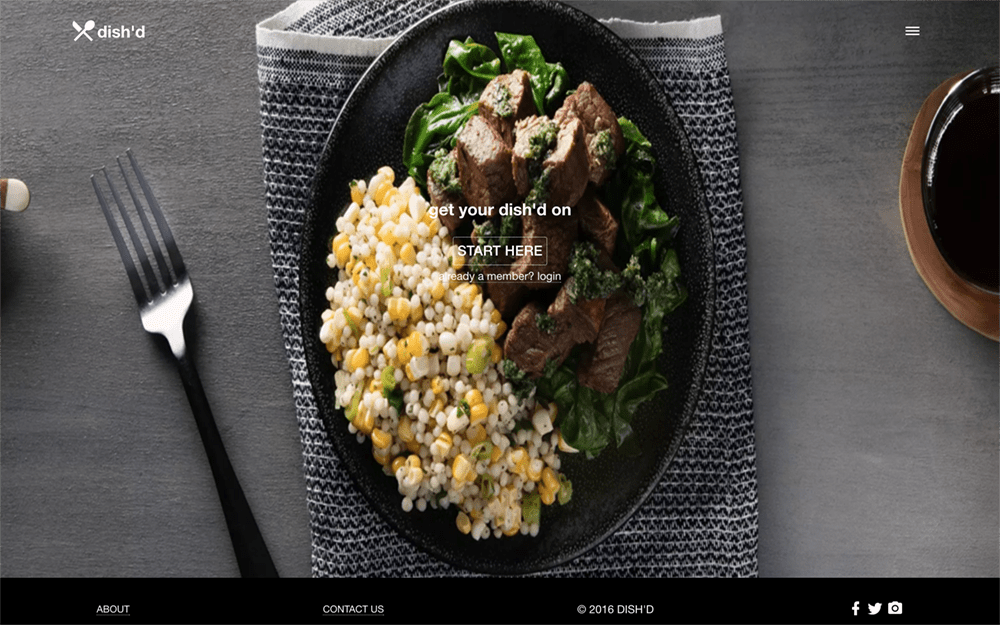 dish'd
get your dish'd on
START HERE
already a member? login
ABOUT
CONTACT US
© 2016 DISH'D